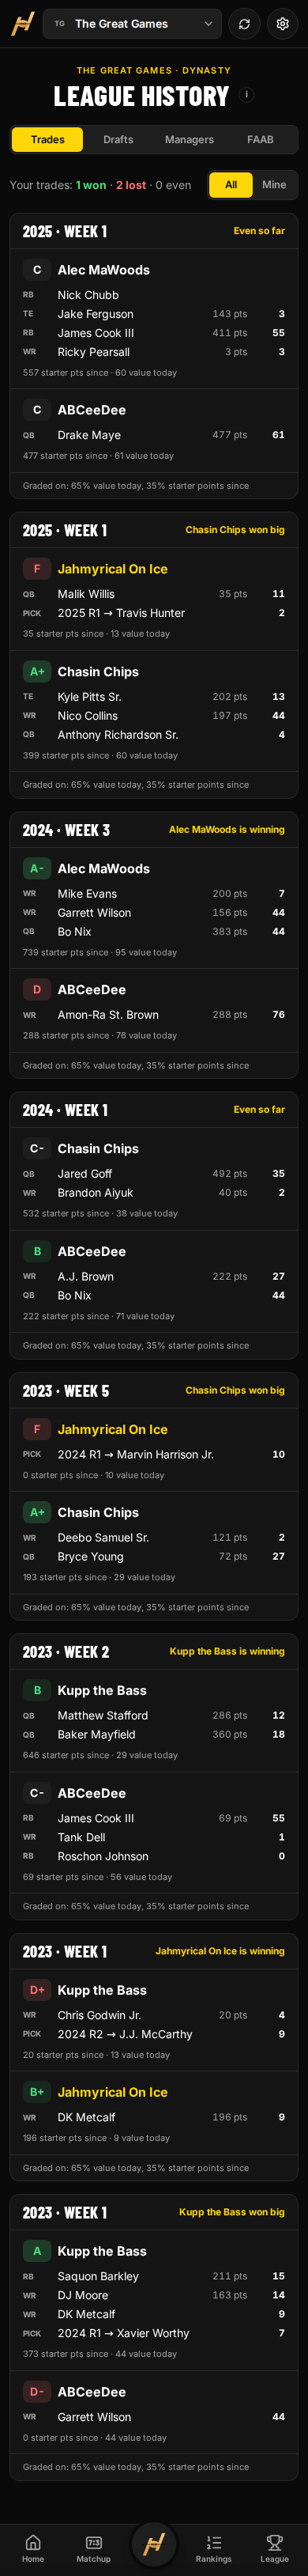 TG The Great Games
THE GREAT GAMES · DYNASTY
LEAGUE HISTORY i
Trades Drafts Managers FAAB
Your trades: 1 won · 2 lost · 0 even All Mine
2025 · WEEK 1 Even so far
C Alec MaWoods
RB Nick Chubb
TE Jake Ferguson 143 pts 3
RB James Cook III 411 pts 55
WR Ricky Pearsall 3 pts 3
557 starter pts since · 60 value today
C ABCeeDee
QB Drake Maye 477 pts 61
477 starter pts since · 61 value today
Graded on: 65% value today, 35% starter points since
2025 · WEEK 1 Chasin Chips won big
F Jahmyrical On Ice
QB Malik Willis 35 pts 11
PICK 2025 R1 → Travis Hunter 2
35 starter pts since · 13 value today
A+ Chasin Chips
TE Kyle Pitts Sr. 202 pts 13
WR Nico Collins 197 pts 44
QB Anthony Richardson Sr. 4
399 starter pts since · 60 value today
Graded on: 65% value today, 35% starter points since
2024 · WEEK 3 Alec MaWoods is winning
A- Alec MaWoods
WR Mike Evans 200 pts 7
WR Garrett Wilson 156 pts 44
QB Bo Nix 383 pts 44
739 starter pts since · 95 value today
D ABCeeDee
WR Amon-Ra St. Brown 288 pts 76
288 starter pts since · 76 value today
Graded on: 65% value today, 35% starter points since
2024 · WEEK 1 Even so far
C- Chasin Chips
QB Jared Goff 492 pts 35
WR Brandon Aiyuk 40 pts 2
532 starter pts since · 38 value today
B ABCeeDee
WR A.J. Brown 222 pts 27
QB Bo Nix 44
222 starter pts since · 71 value today
Graded on: 65% value today, 35% starter points since
2023 · WEEK 5 Chasin Chips won big
F Jahmyrical On Ice
PICK 2024 R1 → Marvin Harrison Jr. 10
0 starter pts since · 10 value today
A+ Chasin Chips
WR Deebo Samuel Sr. 121 pts 2
QB Bryce Young 72 pts 27
193 starter pts since · 29 value today
Graded on: 65% value today, 35% starter points since
2023 · WEEK 2 Kupp the Bass is winning
B Kupp the Bass
QB Matthew Stafford 286 pts 12
QB Baker Mayfield 360 pts 18
646 starter pts since · 29 value today
C- ABCeeDee
RB James Cook III 69 pts 55
WR Tank Dell 1
RB Roschon Johnson 0
69 starter pts since · 56 value today
Graded on: 65% value today, 35% starter points since
2023 · WEEK 1 Jahmyrical On Ice is winning
D+ Kupp the Bass
WR Chris Godwin Jr. 20 pts 4
PICK 2024 R2 → J.J. McCarthy 9
20 starter pts since · 13 value today
B+ Jahmyrical On Ice
WR DK Metcalf 196 pts 9
196 starter pts since · 9 value today
Graded on: 65% value today, 35% starter points since
2023 · WEEK 1 Kupp the Bass won big
A Kupp the Bass
RB Saquon Barkley 211 pts 15
WR DJ Moore 163 pts 14
WR DK Metcalf 9
PICK 2024 R1 → Xavier Worthy 7
373 starter pts since · 44 value today
D- ABCeeDee
WR Garrett Wilson 44
0 starter pts since · 44 value today
Graded on: 65% value today, 35% starter points since
Home Matchup Rankings League